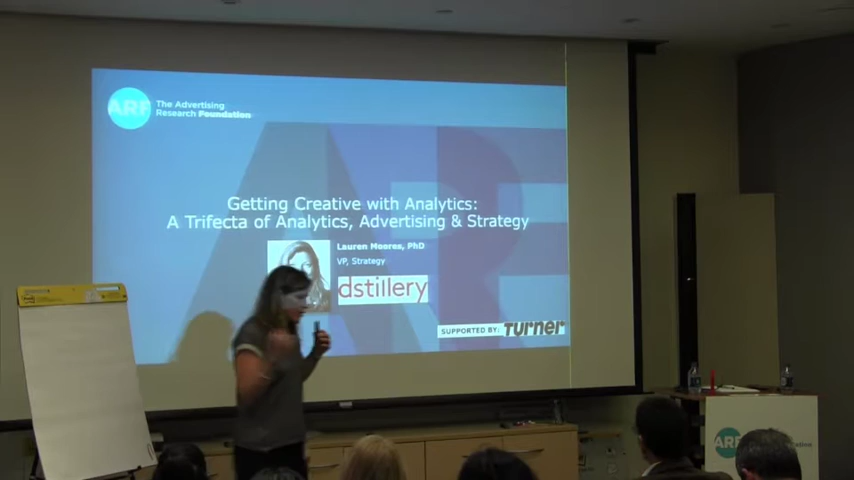 ARF
The Advertising
Research Foundation
Getting Creative with Analytics:
A Trifecta of Analytics, Advertising & Strategy
Lauren Moores, PhD
VP, Strategy
dstillery
SUPPORTED BY: Turner
ARF